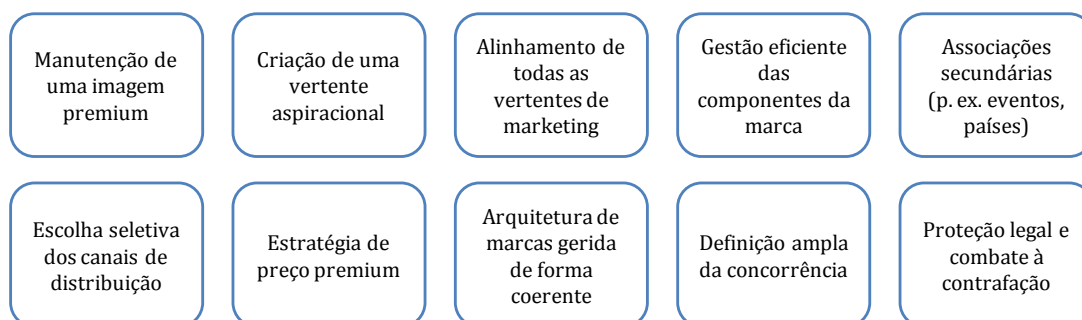 Manutenção de
uma imagem
premium
Criação de uma
vertente
aspiracional
Alinhamento de
todas as
vertentes de
marketing
Gestão eficiente
das
componentes da
marca
Associações
secundárias
(p. ex. eventos,
países)
Escolha seletiva
dos canais de
distribuição
Estratégia de
preço premium
Arquitetura de
marcas gerida
de forma
coerente
Definição ampla
da concorrência
Proteção legal e
combate à
contrafação